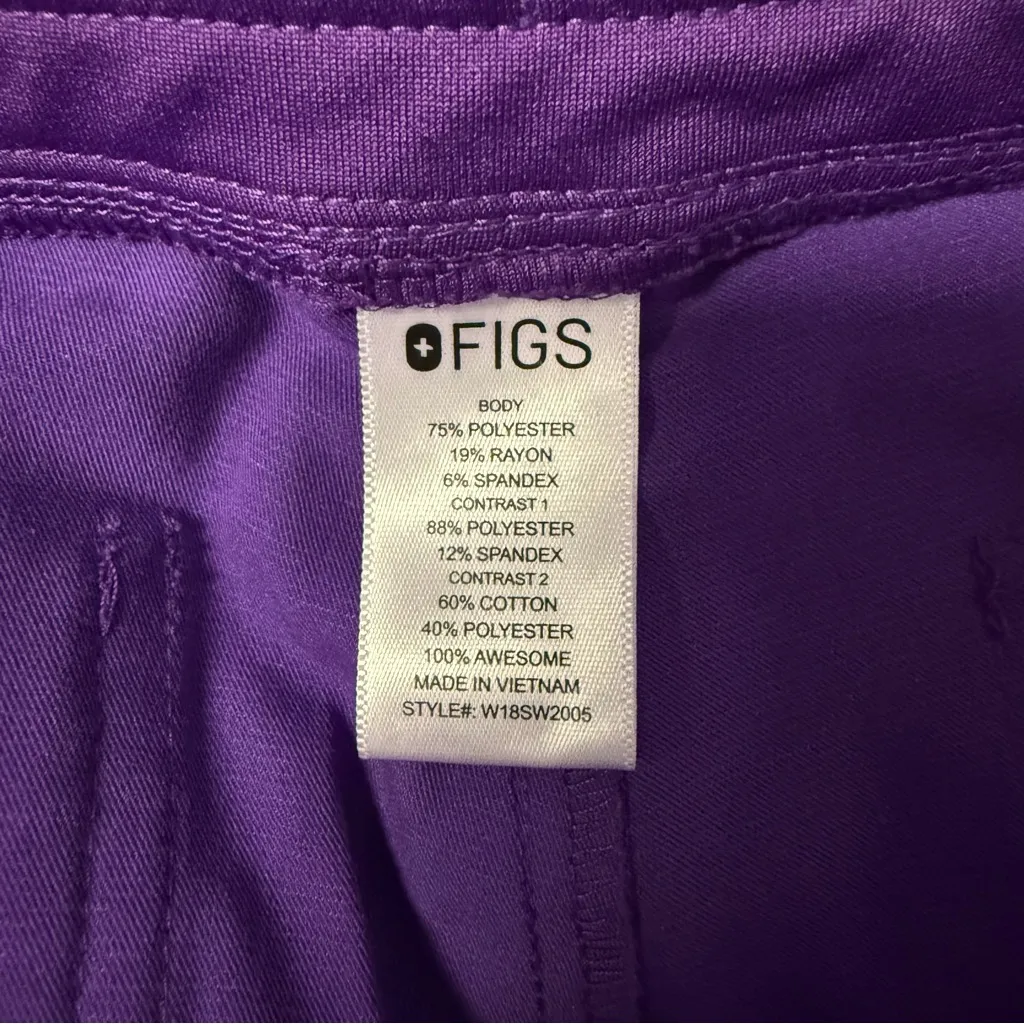 FIGS
BODY
75% POLYESTER
19% RAYON
6% SPANDEX
CONTRAST 1
88% POLYESTER
12% SPANDEX
CONTRAST 2
60% COTTON
40% POLYESTER
100% AWESOME
MADE IN VIETNAM
STYLE#: W18SW2005